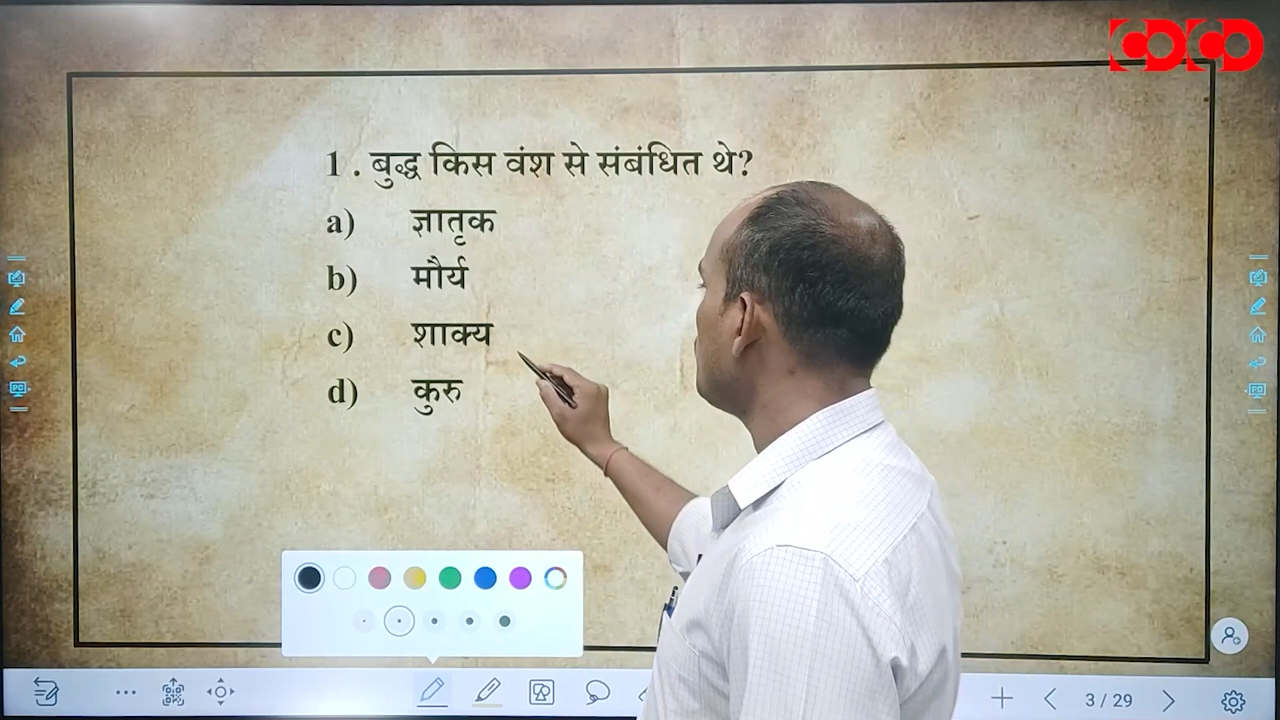 1 . बुद्ध किस वंश से संबंधित थे?
a) ज्ञातृक
b) मौर्य
c) शाक्य
d) कुरु
3 / 29